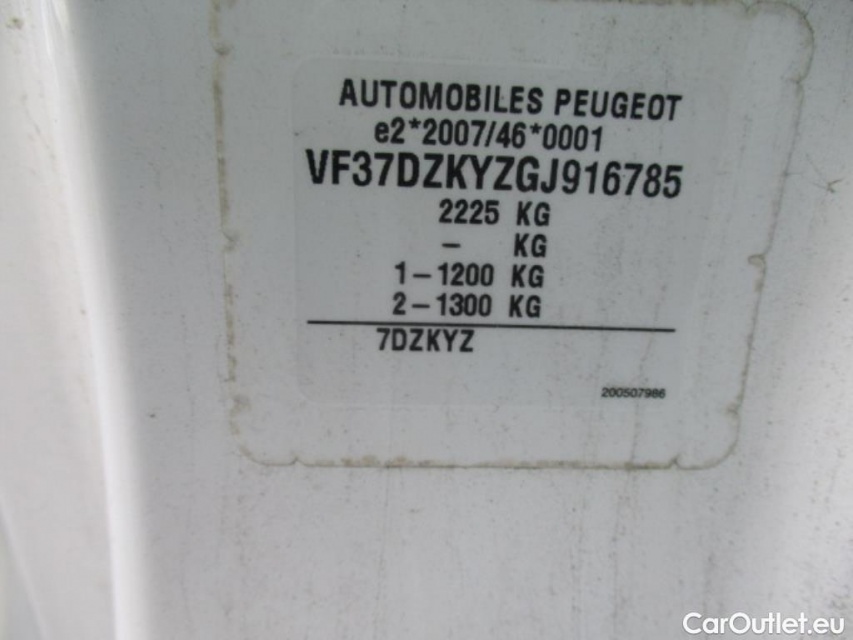 AUTOMOBILES PEUGEOT
e2*2007/46*0001
VF37DZKYZGJ916785
2225 KG
– KG
1–1200 KG
2–1300 KG
7DZKYZ
200507986
CarOutlet.eu